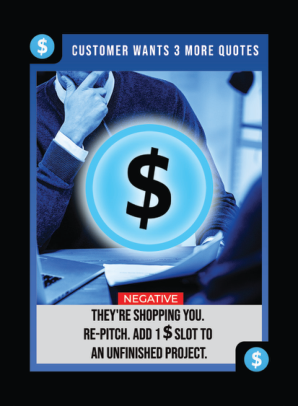 $
CUSTOMER WANTS 3 MORE QUOTES
$
NEGATIVE
THEY'RE SHOPPING YOU.
RE-PITCH. ADD 1 $ SLOT TO
AN UNFINISHED PROJECT.
$